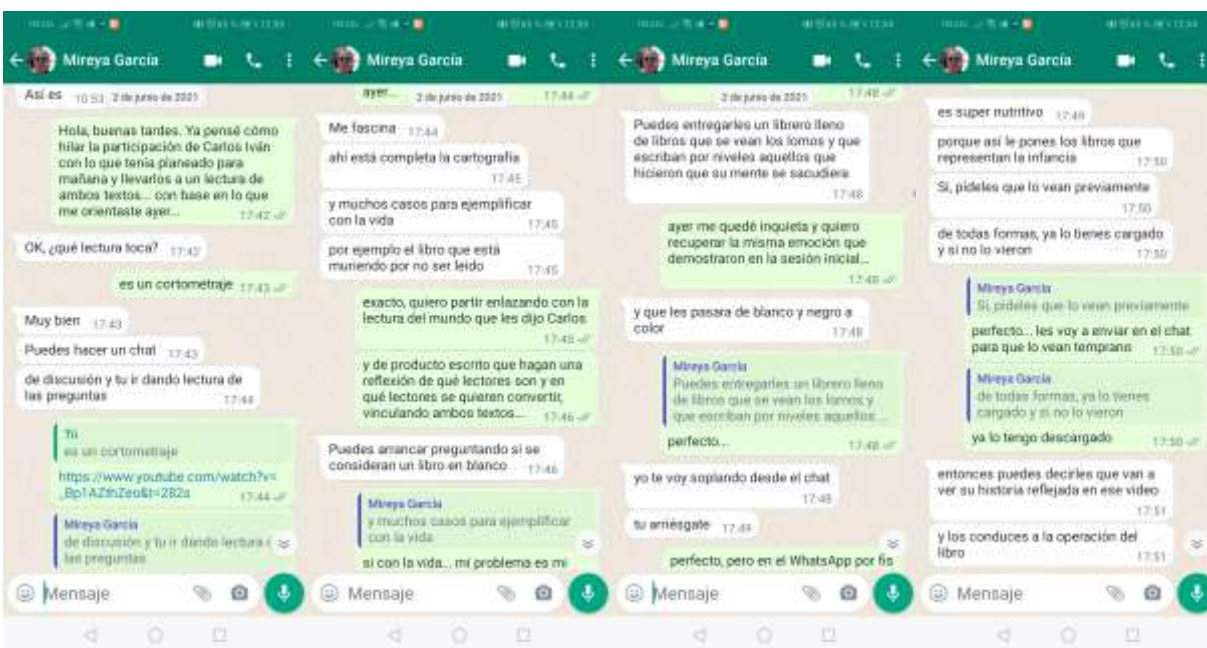 Mireya García
Así es 10:53
2 de junio de 2021
Hola, buenas tardes. Ya pensé cómo
hilar la participación de Carlos Iván
con lo que tenía planeado para
mañana y llevarlos a un lectura de
ambos textos... con base en lo que
me orientaste ayer... 17:42
OK, ¿qué lectura toca? 17:43
es un cortometraje 17:43
Muy bien 17:43
Puedes hacer un chat 17:43
de discusión y tu ir dando lectura de
las preguntas 17:44
Tú
es un cortometraje
https://www.youtube.com/watch?v=
17:44
Mireya García
de discusión y tu ir dando lectura
las preguntas
Mensaje
Mireya García
ayer...
2 de junio de 2021
17:44
Me fascina 17:44
ahí está completa la cartografía
17:45
y muchos casos para ejemplificar
con la vida 17:45
por ejemplo el libro que está
muriendo por no ser leído 17:45
exacto, quiero partir enlazando con la
lectura del mundo que les dijo Carlos
17:45
y de producto escrito que hagan una
reflexión de qué lectores son y en
qué lectores se quieren convertir,
vinculando ambos textos... 17:46
Puedes arrancar preguntando si se
consideran un libro en blanco 17:46
Mireya García
y muchos casos para ejemplificar
con la vida
si con la vida... mi problema es mi
Mensaje
Mireya García
2 de junio de 2021
17:48
Puedes entregarles un librero lleno
de libros que se vean los lomos y que
escriban por niveles aquellos que
hicieron que su mente se sacudiera
17:48
ayer me quedé inquieta y quiero
recuperar la misma emoción que
demostraron en la sesión inicial...
17:48
y que les pasara de blanco y negro a
color 17:48
Mireya García
Puedes entregarles un librero lleno
de libros que se vean los lomos y
que escriban por niveles aquellos ...
perfecto... 17:48
yo te voy soplando desde el chat
17:48
tu arriésgate 17:49
perfecto, pero en el WhatsApp por fis
Mensaje
Mireya García
es super nutritivo 17:49
porque así le pones los libros que
representan la infancia 17:50
Si, pídeles que lo vean previamente
17:50
de todas formas, ya lo tienes cargado
y si no lo vieron 17:50
Mireya García
Si, pídeles que lo vean previamente
perfecto... les voy a enviar en el chat
para que lo vean temprano 17:50
Mireya García
de todas formas, ya lo tienes
cargado y si no lo vieron
ya lo tengo descargado 17:50
entonces puedes decirles que van a
ver su historia reflejada en ese video
17:51
y los conduces a la operación del
libro 17:51
Mensaje